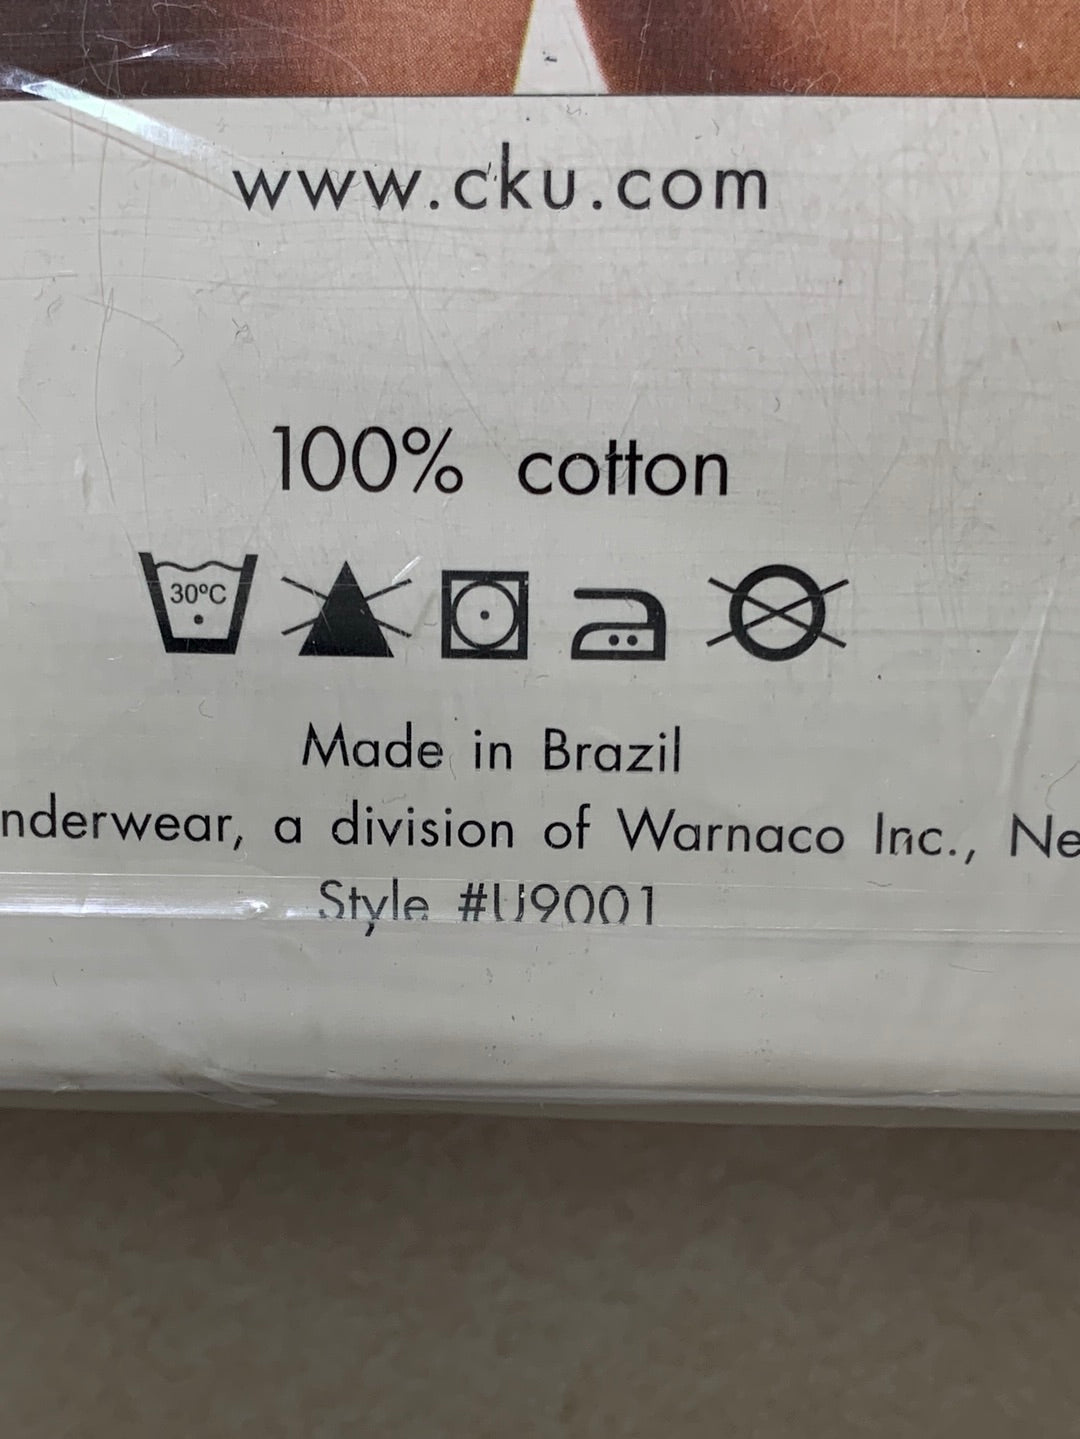 www.cku.com
100% cotton
30°C
Made in Brazil
nderwear, a division of Warnaco Inc., Ne
Style #U9001